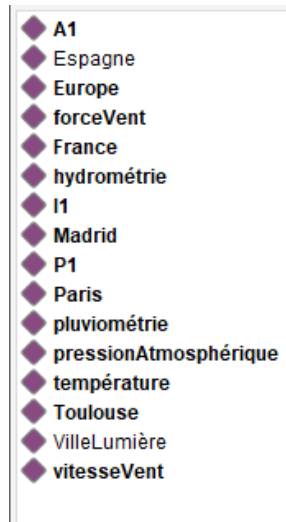 A1
Espagne
Europe
forceVent
France
hydrométrie
I1
Madrid
P1
Paris
pluviométrie
pressionAtmosphérique
température
Toulouse
VilleLumière
vitesseVent